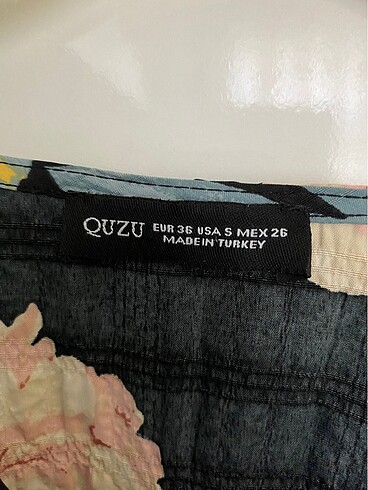 QUZU
EUR 36 USA S MEX 26
MADE IN TURKEY